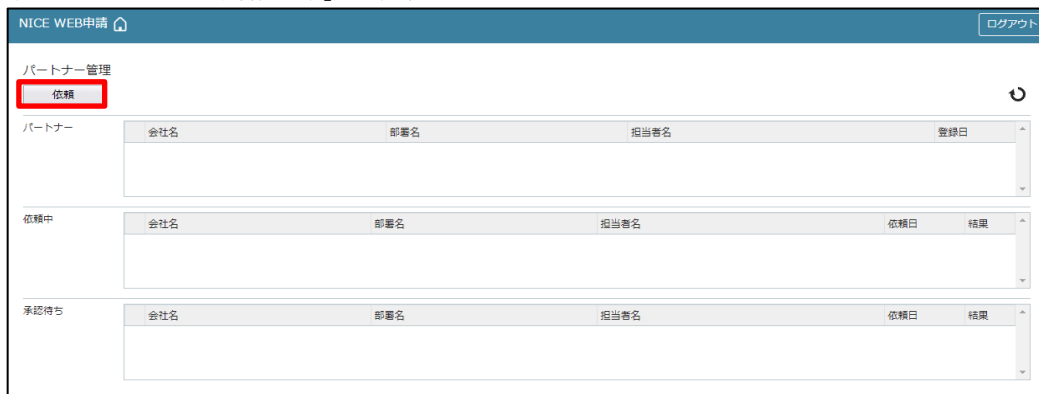 NICE WEB申請
ログアウト
パートナー管理
依頼
パートナー
会社名 部署名 担当者名 登録日
依頼中
会社名 部署名 担当者名 依頼日 結果
承認待ち
会社名 部署名 担当者名 依頼日 結果